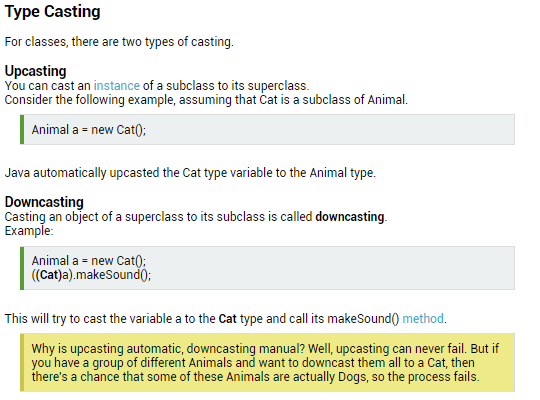 Type Casting
For classes, there are two types of casting.
Upcasting
You can cast an instance of a subclass to its superclass.
Consider the following example, assuming that Cat is a subclass of Animal.
Animal a = new Cat();
Java automatically upcasted the Cat type variable to the Animal type.
Downcasting
Casting an object of a superclass to its subclass is called downcasting.
Example:
Animal a = new Cat();
((Cat)a).makeSound();
This will try to cast the variable a to the Cat type and call its makeSound() method.
Why is upcasting automatic, downcasting manual? Well, upcasting can never fail. But if
you have a group of different Animals and want to downcast them all to a Cat, then
there's a chance that some of these Animals are actually Dogs, so the process fails.